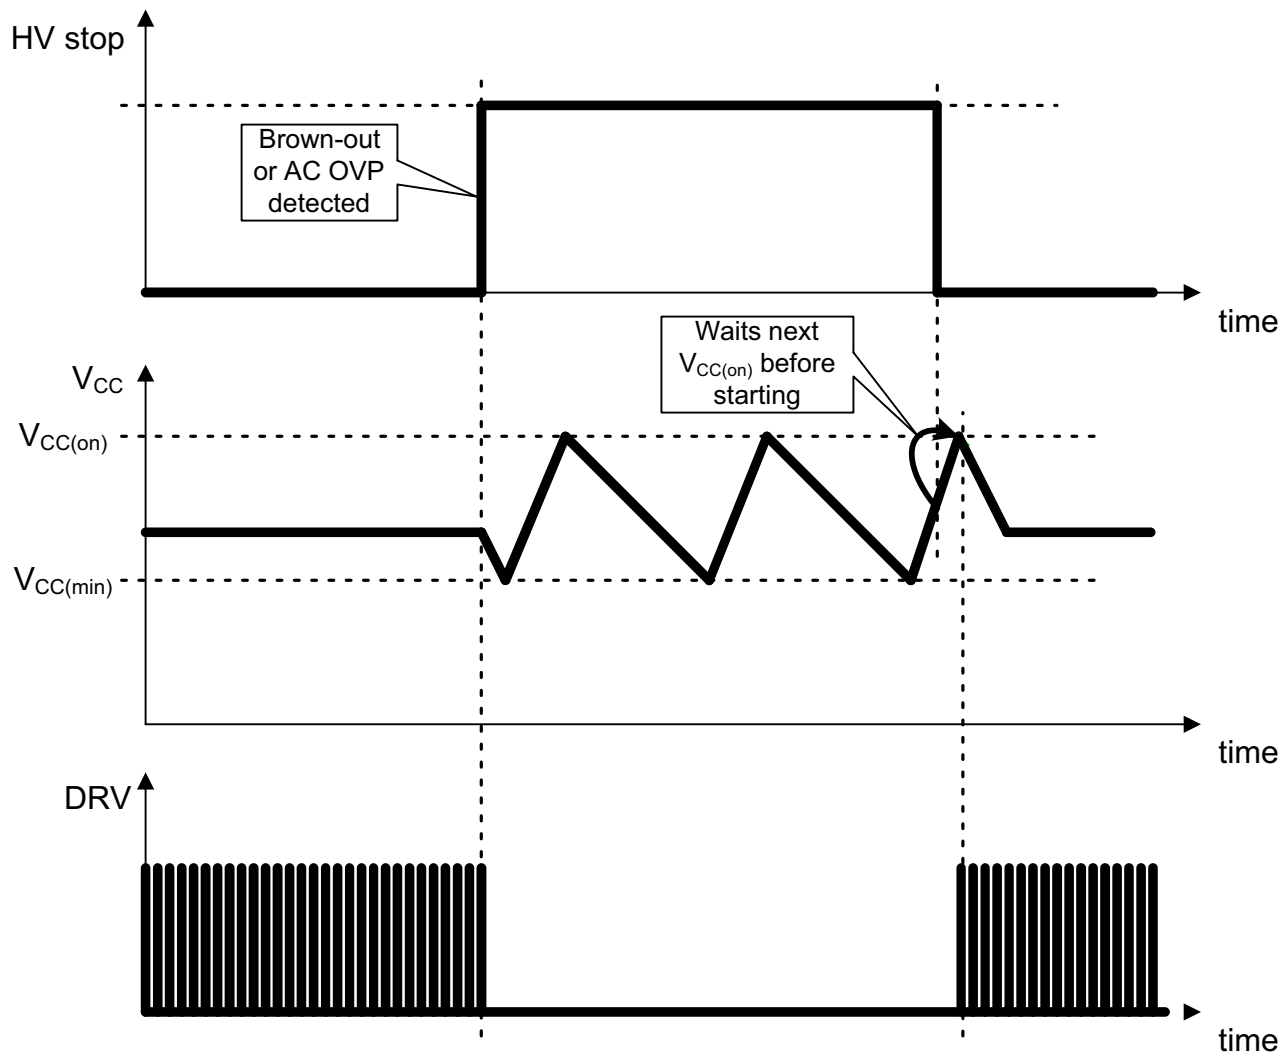 HV stop
Brown-out
or AC OVP
detected
time
Waits next
VCC(on) before
starting
VCC
VCC(on)
VCC(min)
time
DRV
time